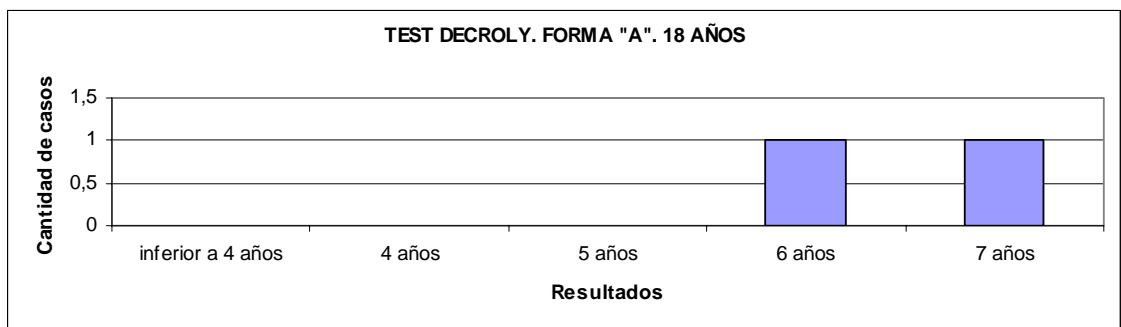 TEST DECROLY. FORMA "A". 18 AÑOS
Cantidad de casos
1,5
1
0,5
0
inferior a 4 años 4 años 5 años 6 años 7 años
Resultados